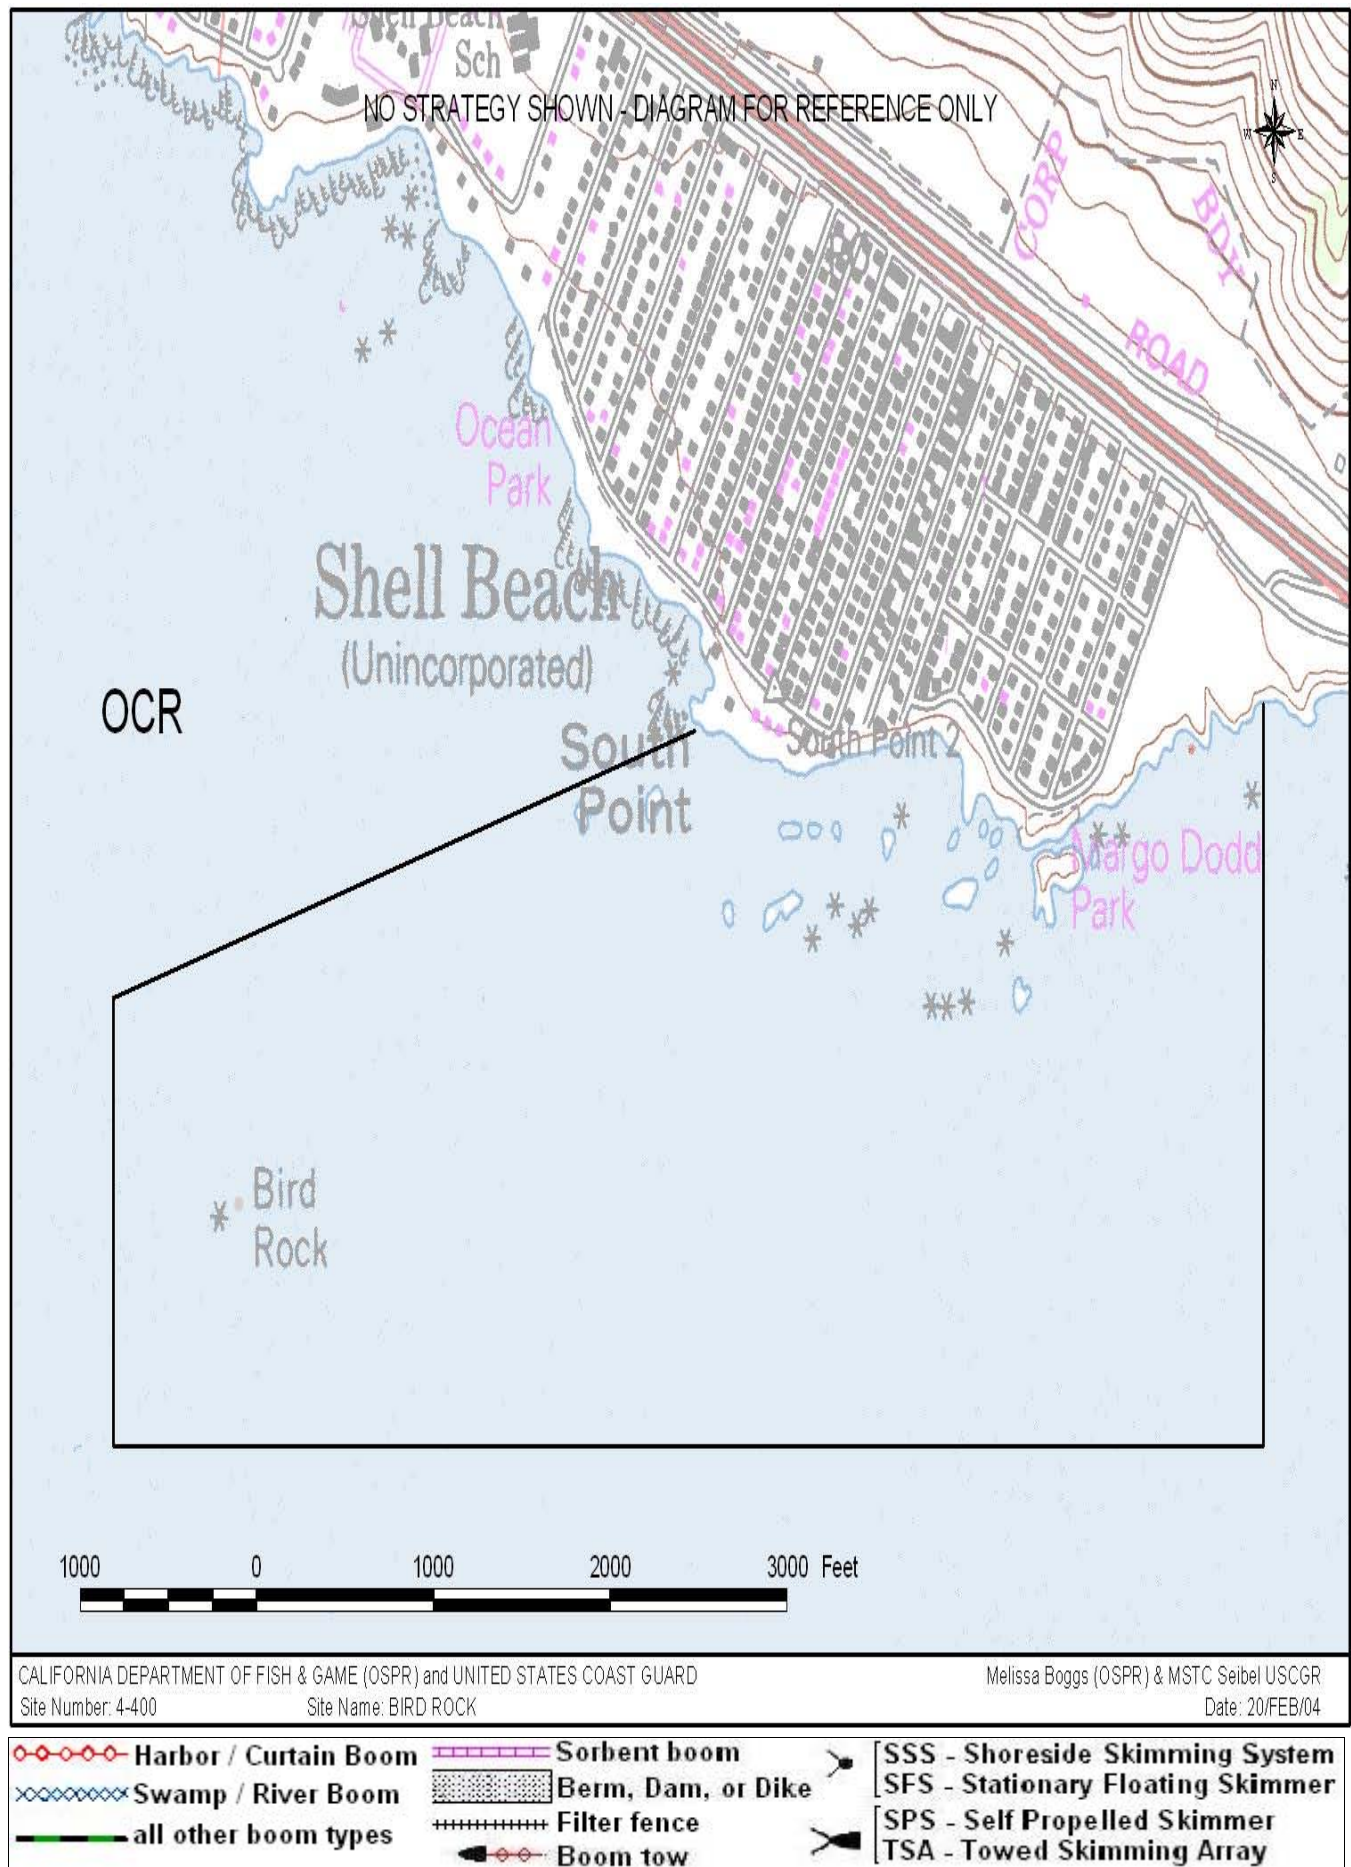 Shell Beach
Sch
NO STRATEGY SHOWN - DIAGRAM FOR REFERENCE ONLY
N
W E
S
CORP
BDY
ROAD
Ocean
Park
Shell Beach
(Unincorporated)
OCR
South
Point
South Point 2
Margo Dodd
Park
Bird
Rock
1000 0 1000 2000 3000 Feet
CALIFORNIA DEPARTMENT OF FISH & GAME (OSPR) and UNITED STATES COAST GUARD
Melissa Boggs (OSPR) & MSTC Seibel USCGR
Site Number: 4-400 Site Name: BIRD ROCK
Date: 20/FEB/04
Harbor / Curtain Boom
Swamp / River Boom
all other boom types
Sorbent boom
Berm, Dam, or Dike
Filter fence
Boom tow
SSS - Shoreside Skimming System
SFS - Stationary Floating Skimmer
SPS - Self Propelled Skimmer
TSA - Towed Skimming Array